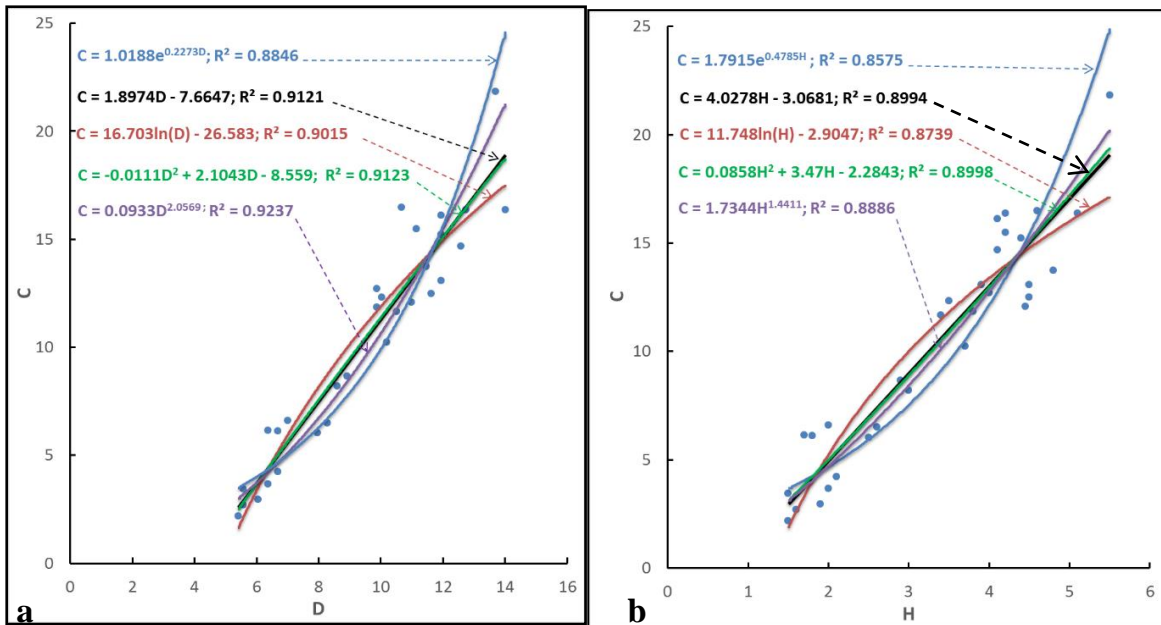 25
20
15
10
5
0
C
C = 1.0188e^0.2273D; R² = 0.8846
C = 1.8974D - 7.6647; R² = 0.9121
C = 16.703ln(D) - 26.583; R² = 0.9015
C = -0.0111D² + 2.1043D - 8.559; R² = 0.9123
C = 0.0933D^2.0569; R² = 0.9237
0 2 4 6 8 10 12 14 16
D
a
25
20
15
10
5
0
C
C = 1.7915e^0.4785H; R² = 0.8575
C = 4.0278H - 3.0681; R² = 0.8994
C = 11.748ln(H) - 2.9047; R² = 0.8739
C = 0.0858H² + 3.47H - 2.2843; R² = 0.8998
C = 1.7344H^1.4411; R² = 0.8886
0 1 2 3 4 5 6
H
b